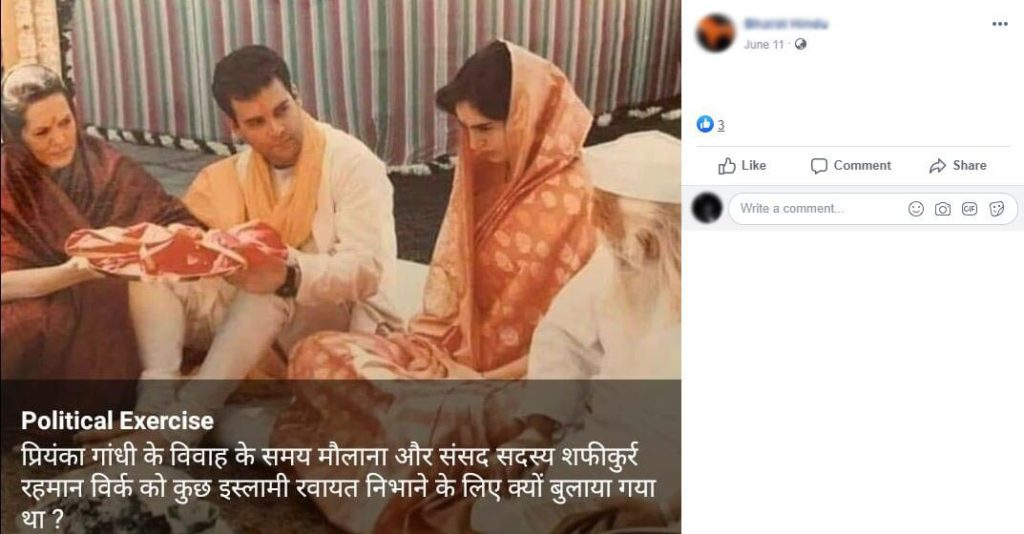 Political Exercise
प्रियंका गांधी के विवाह के समय मौलाना और संसद सदस्य शफीकुर्र
रहमान विर्क को कुछ इस्लामी रवायत निभाने के लिए क्यों बुलाया गया
था ?
June 11
3
Like Comment Share
Write a comment...
GIF